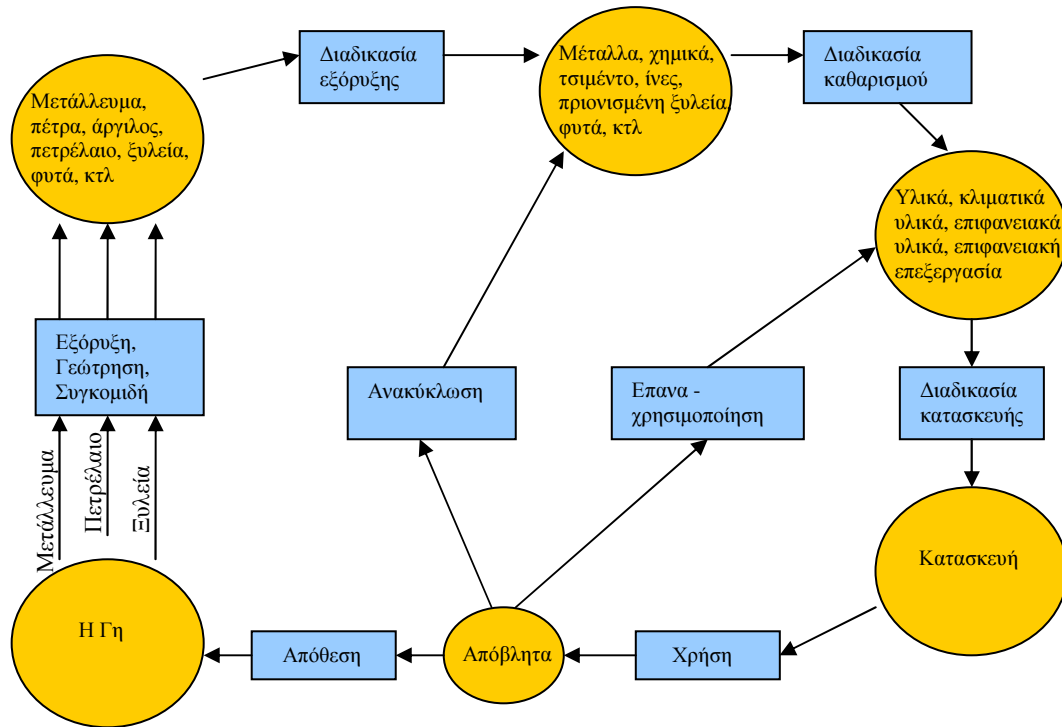 Διαδικασία
εξόρυξης
Μέταλλα, χημικά,
τσιμέντο, ίνες,
πριονισμένη ξυλεία,
φυτά, κτλ
Διαδικασία
καθαρισμού
Μετάλλευμα,
πέτρα, άργιλος,
πετρέλαιο, ξυλεία,
φυτά, κτλ
Υλικά, κλιματικά
υλικά, επιφανειακά
υλικά, επιφανειακή
επεξεργασία
Εξόρυξη,
Γεώτρηση,
Συγκομιδή
Ανακύκλωση
Επανα -
χρησιμοποίηση
Διαδικασία
κατασκευής
Μετάλλευμα
Πετρέλαιο
Ξυλεία
Κατασκευή
Η Γη
Απόθεση
Απόβλητα
Χρήση